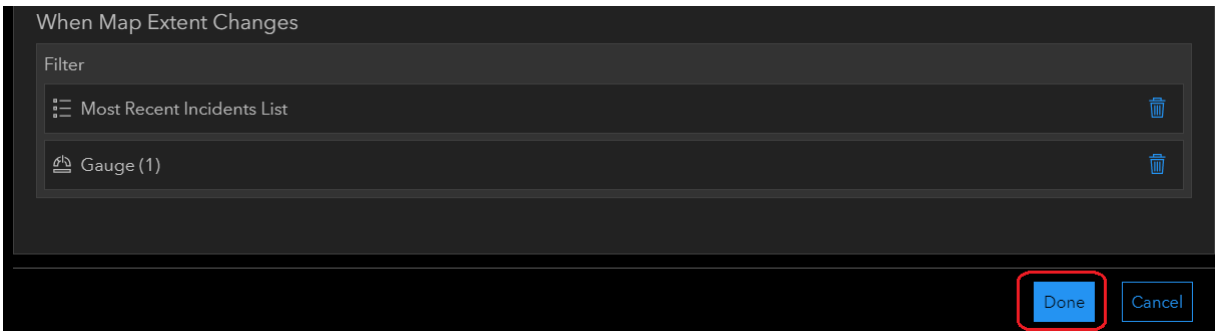 When Map Extent Changes
Filter
Most Recent Incidents List
Gauge (1)
Done Cancel